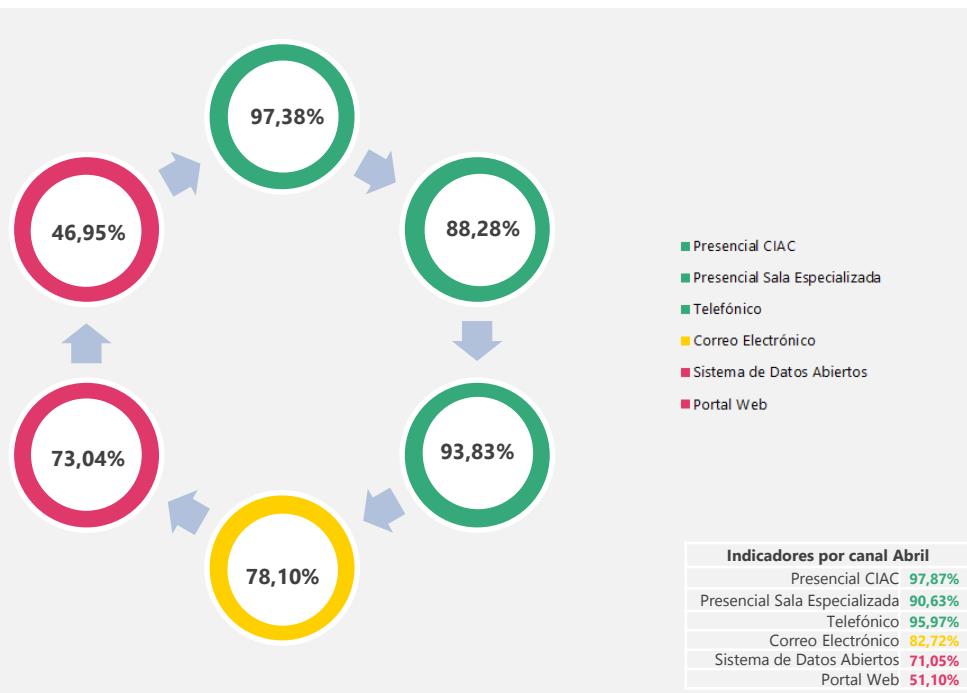 97,38%
88,28%
93,83%
78,10%
73,04%
46,95%
Presencial CIAC
Presencial Sala Especializada
Telefónico
Correo Electrónico
Sistema de Datos Abiertos
Portal Web
Indicadores por canal Abril
Presencial CIAC 97,87%
Presencial Sala Especializada 90,63%
Telefónico 95,97%
Correo Electrónico 82,72%
Sistema de Datos Abiertos 71,05%
Portal Web 51,10%